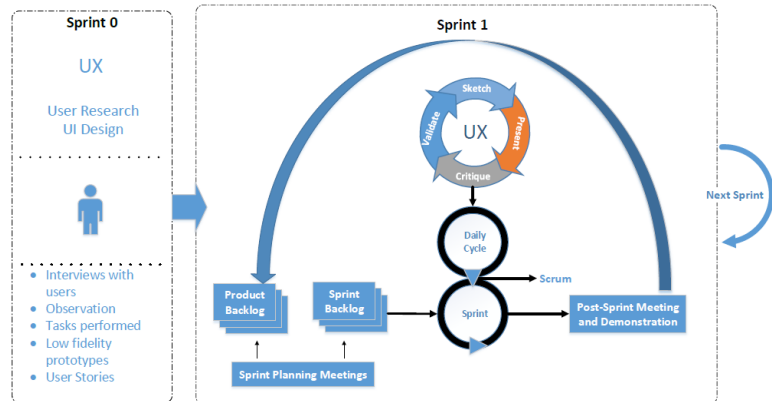 Sprint 0
UX
User Research
UI Design
Interviews with
users
Observation
Tasks performed
Low fidelity
prototypes
User Stories
Sprint 1
Sketch
Present
Critique
Validate
UX
Daily
Cycle
Scrum
Sprint
Product
Backlog
Sprint
Backlog
Post-Sprint Meeting
and Demonstration
Sprint Planning Meetings
Next Sprint